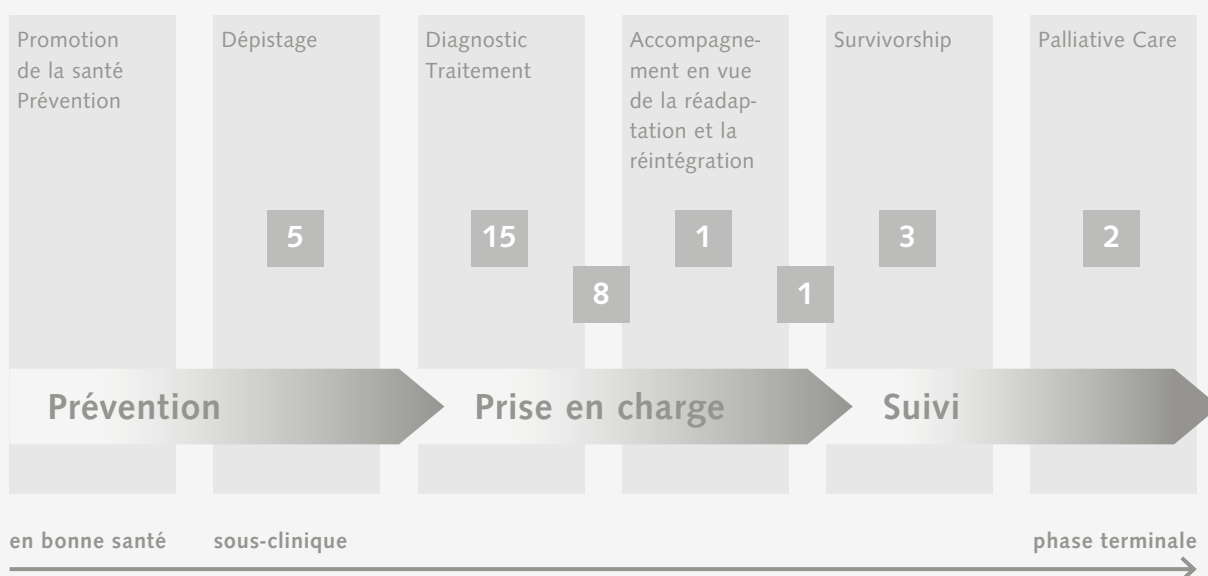 Promotion
de la santé
Prévention
Dépistage
Diagnostic
Traitement
Accompagne-
ment en vue
de la réadap-
tation et la
réintégration
Survivorship
Palliative Care
5
15
1
3
2
8
1
Prévention
Prise en charge
Suivi
en bonne santé
sous-clinique
phase terminale